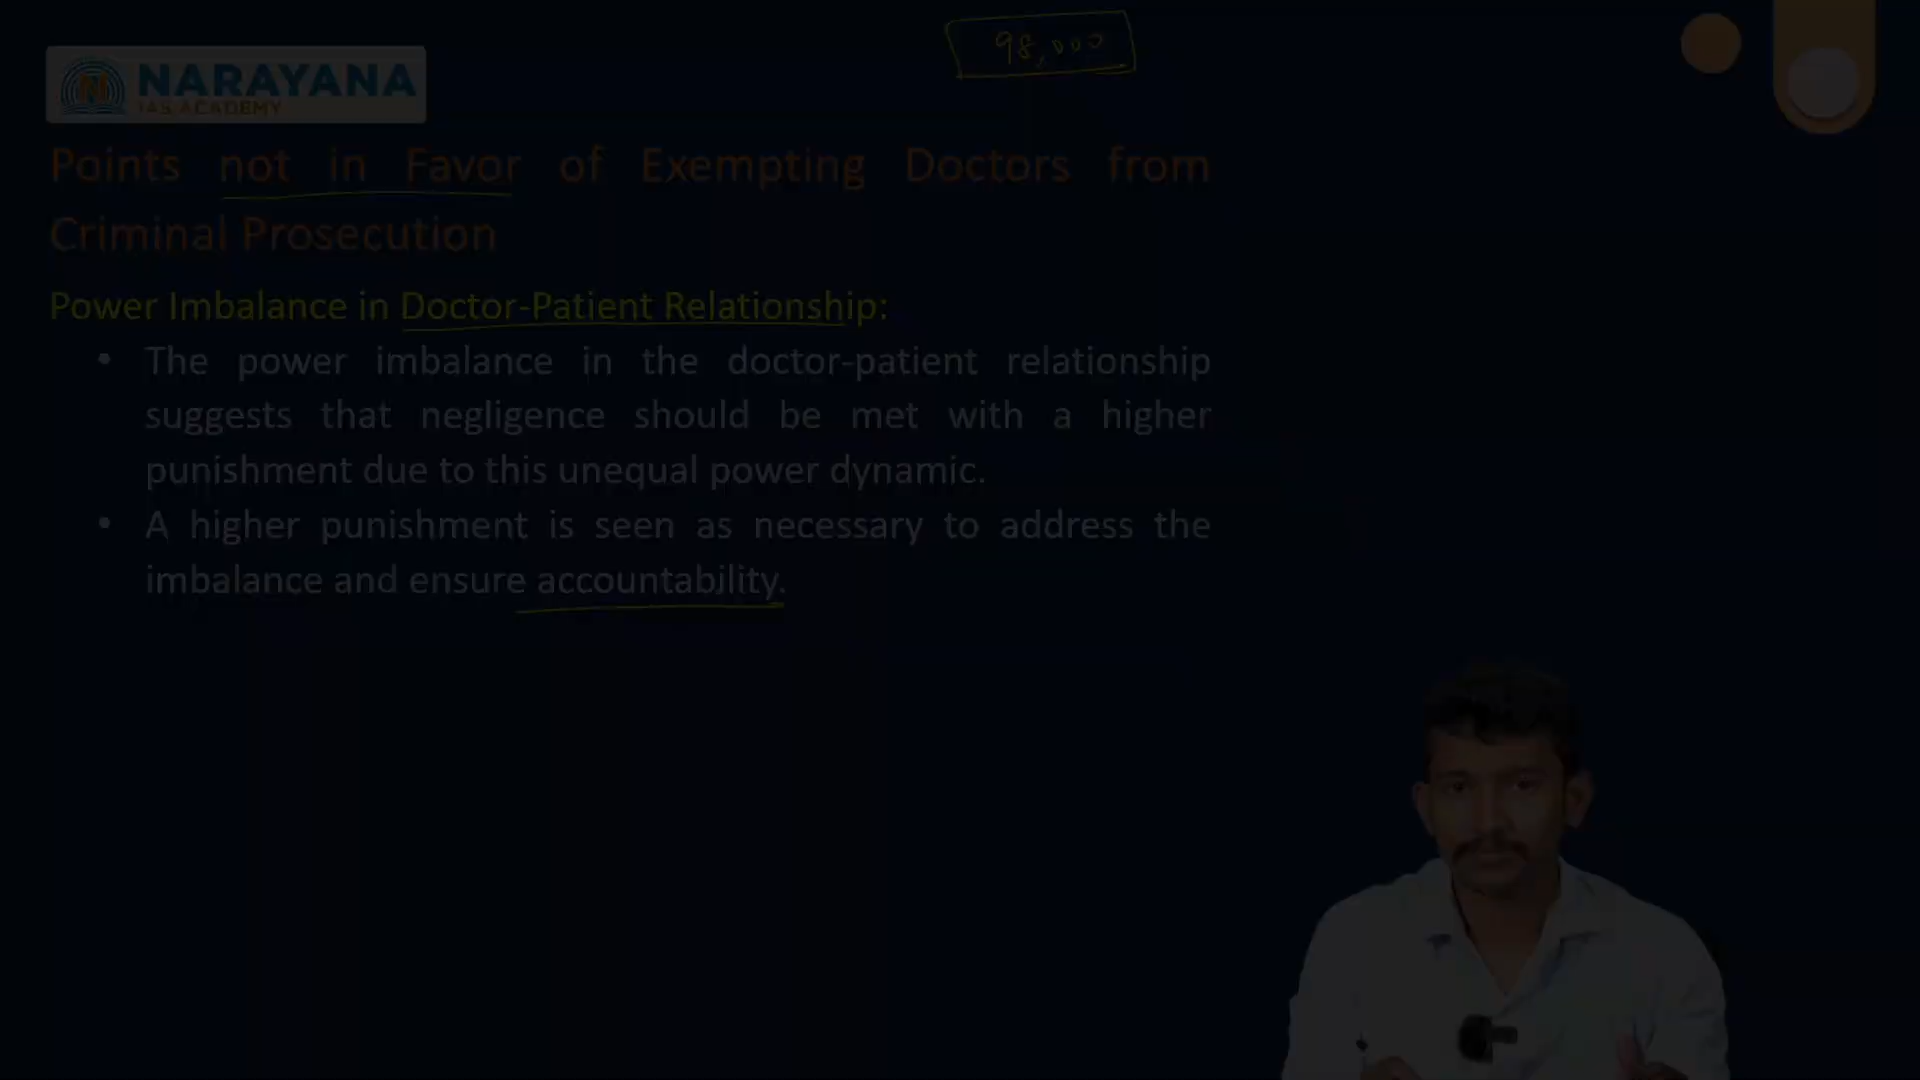 98,000
NARAYANA
IAS ACADEMY
Points not in Favor of Exempting Doctors from
Criminal Prosecution
Power Imbalance in Doctor-Patient Relationship:
• The power imbalance in the doctor-patient relationship
suggests that negligence should be met with a higher
punishment due to this unequal power dynamic.
• A higher punishment is seen as necessary to address the
imbalance and ensure accountability.